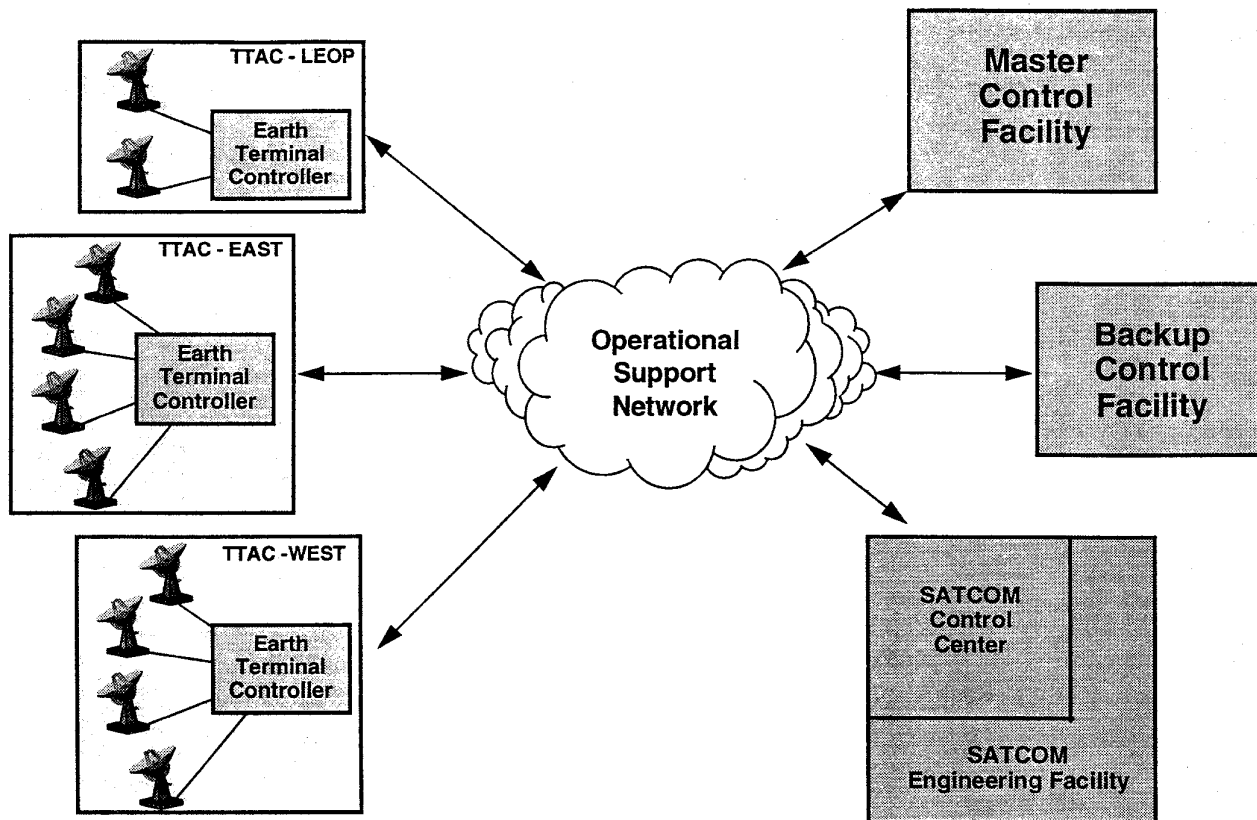 TTAC - LEOP
Earth
Terminal
Controller
TTAC - EAST
Earth
Terminal
Controller
TTAC -WEST
Earth
Terminal
Controller
Operational
Support
Network
Master
Control
Facility
Backup
Control
Facility
SATCOM
Control
Center
SATCOM
Engineering Facility